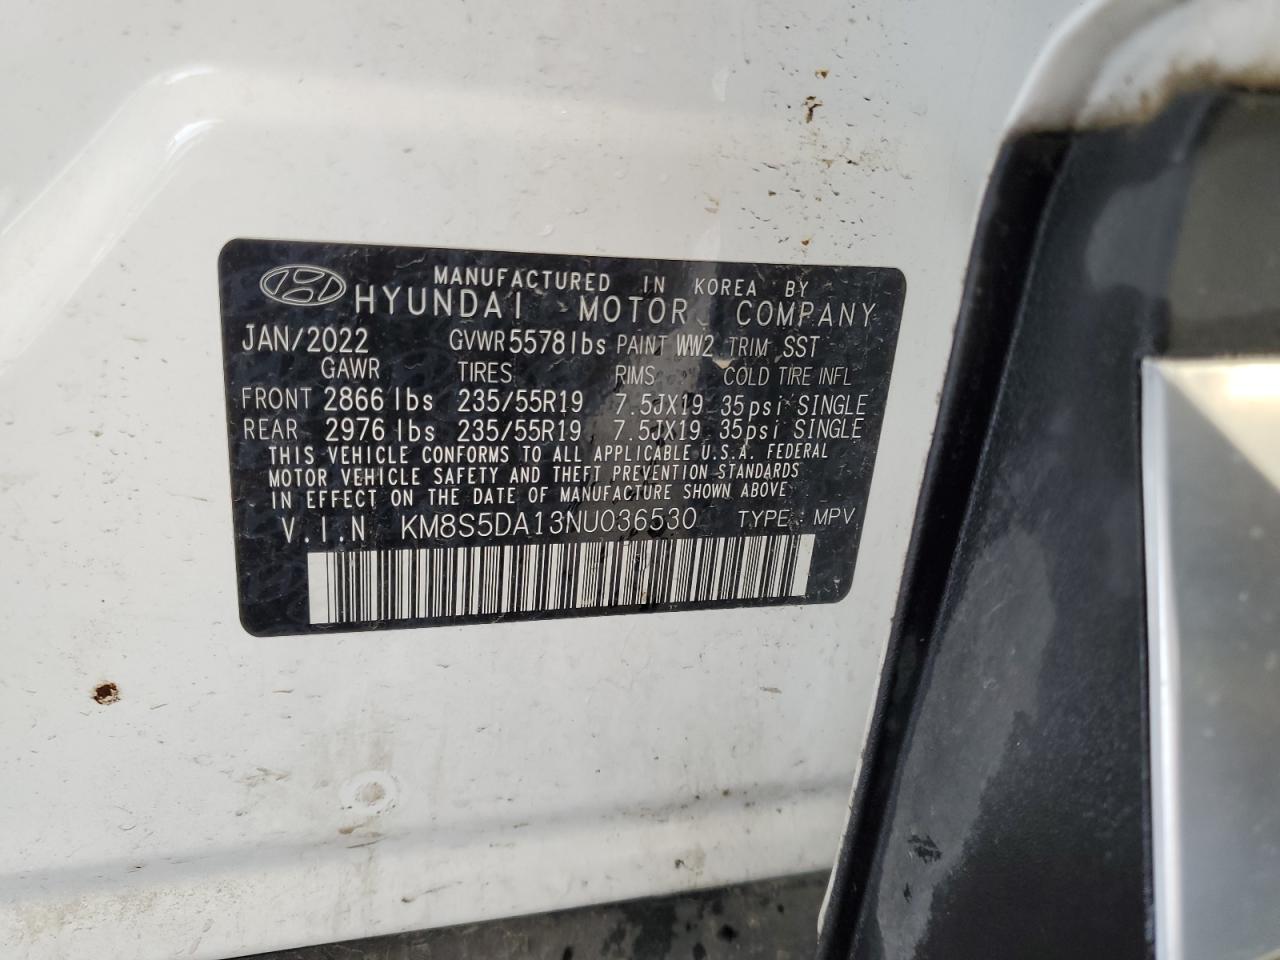 MANUFACTURED IN KOREA BY
HYUNDAI MOTOR COMPANY
JAN/2022 GVWR 5578lbs PAINT WW2 TRIM SST
GAWR TIRES RIMS COLD TIRE INFL
FRONT 2866 lbs 235/55R19 7.5JX19 35psi SINGLE
REAR 2976 lbs 235/55R19 7.5JX19 35psi SINGLE
THIS VEHICLE CONFORMS TO ALL APPLICABLE U.S.A. FEDERAL
MOTOR VEHICLE SAFETY AND THEFT PREVENTION STANDARDS
IN EFFECT ON THE DATE OF MANUFACTURE SHOWN ABOVE
V.I.N KM8S5DA13NU036530 TYPE : MPV